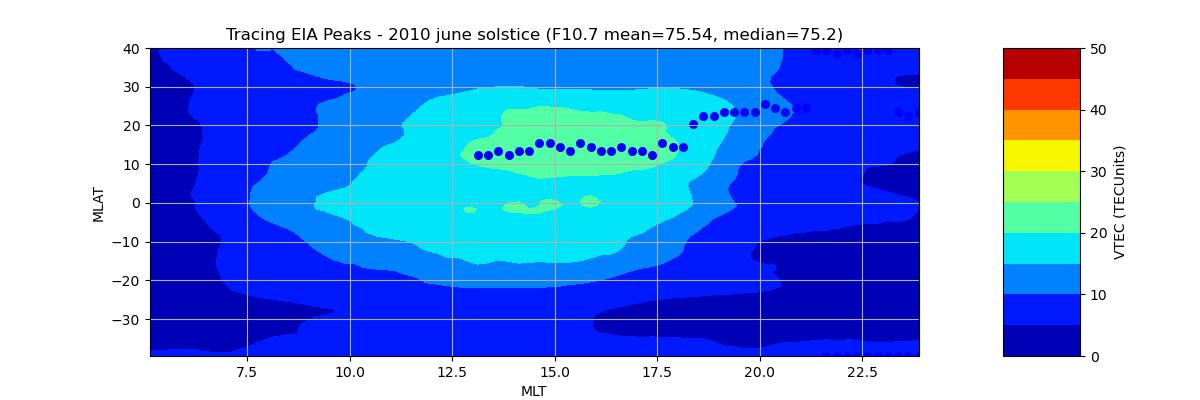 Tracing EIA Peaks - 2010 june solstice (F10.7 mean=75.54, median=75.2)
40
30
20
10
0
−10
−20
−30
MLAT
7.5 10.0 12.5 15.0 17.5 20.0 22.5
MLT
50
40
30
20
10
0
VTEC (TECUnits)